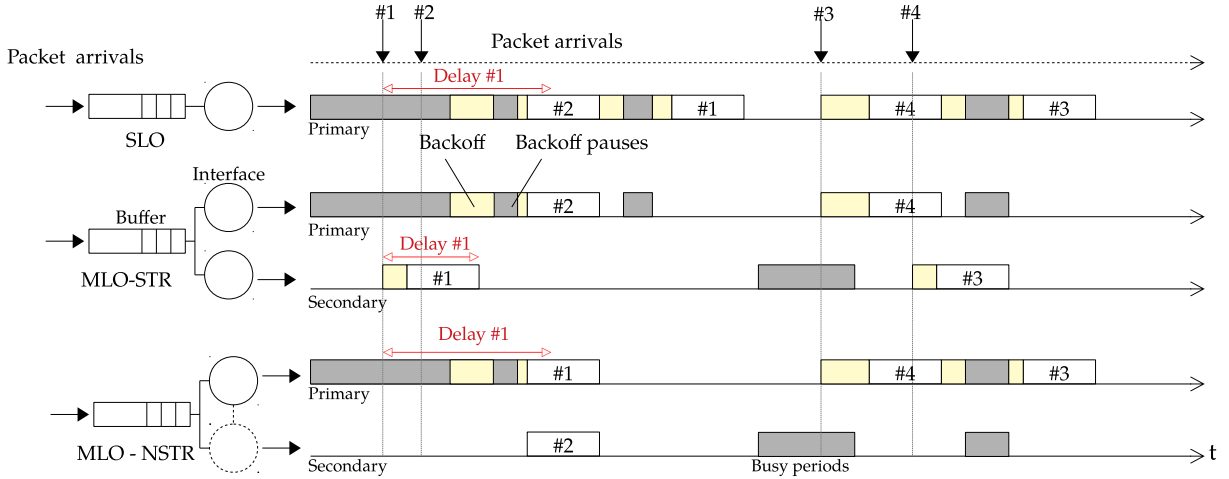 #1 #2 #3 #4
Packet arrivals
Packet arrivals
Delay #1
#2 #1 #4 #3
SLO
Primary
Backoff Backoff pauses
Interface
#2 #4
Buffer
Primary
Delay #1
MLO-STR
#1 #3
Secondary
Delay #1
#1 #4 #3
Primary
MLO - NSTR
#2
Secondary Busy periods
t